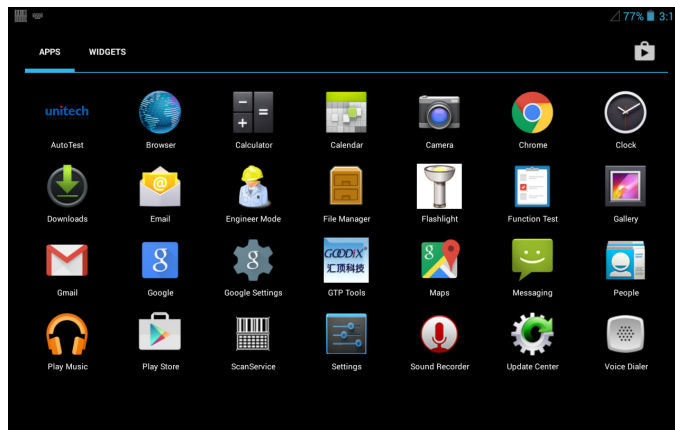 77% 3:1
APPS WIDGETS
unitech
AutoTest Browser Calculator Calendar Camera Chrome Clock
Downloads Email Engineer Mode File Manager Flashlight Function Test Gallery
8 GOODiX 8
汇顶科技
Gmail Google Google Settings GTP Tools Maps Messaging People
Play Music Play Store ScanService Settings Sound Recorder Update Center Voice Dialer